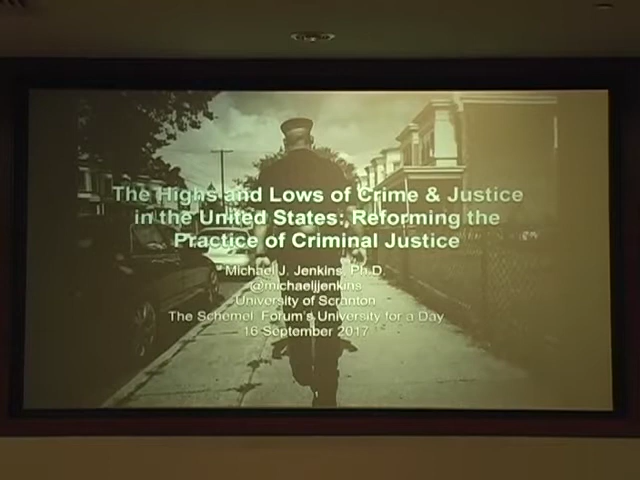 The Highs and Lows of Crime & Justice
in the United States: Reforming the
Practice of Criminal Justice
Michael J. Jenkins, Ph.D.
@michaeljjenkins
University of Scranton
The Schemel Forum's University for a Day
16 September 2017